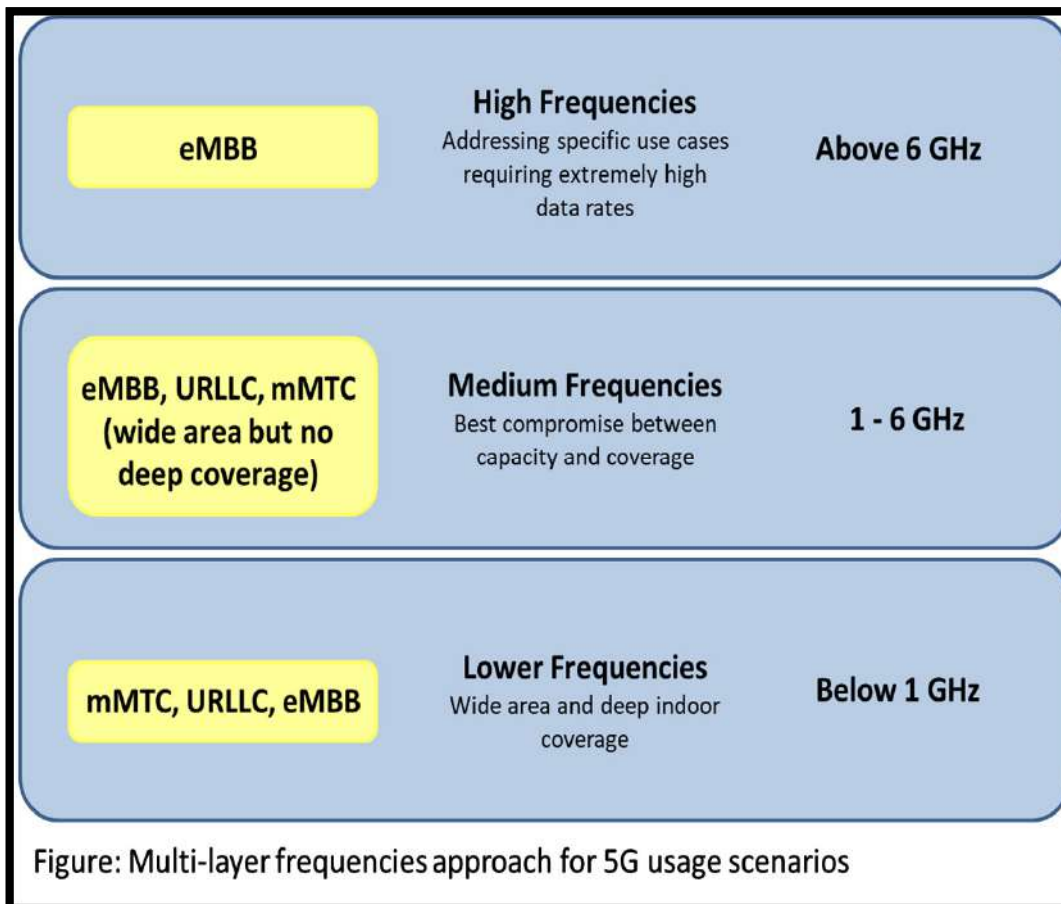 eMBB
High Frequencies
Addressing specific use cases
requiring extremely high
data rates
Above 6 GHz
eMBB, URLLC, mMTC
(wide area but no
deep coverage)
Medium Frequencies
Best compromise between
capacity and coverage
1 - 6 GHz
mMTC, URLLC, eMBB
Lower Frequencies
Wide area and deep indoor
coverage
Below 1 GHz
Figure: Multi-layer frequencies approach for 5G usage scenarios